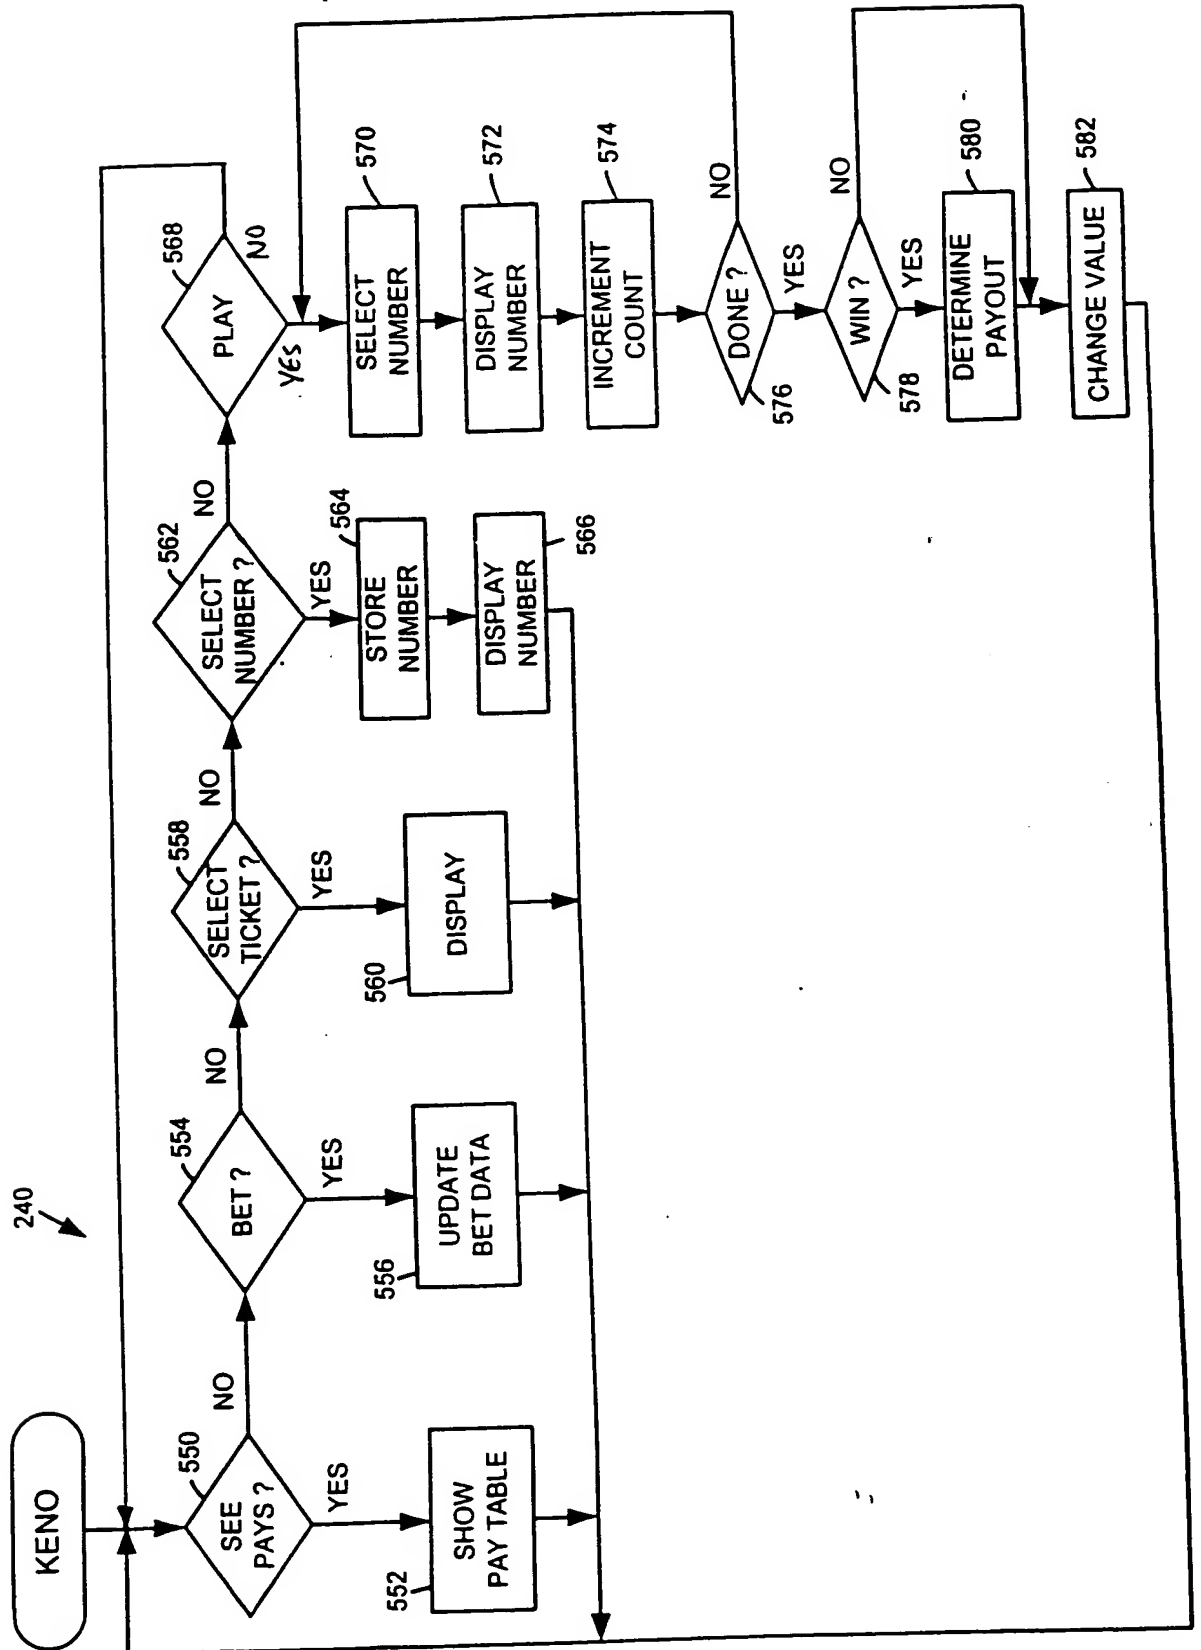 240
KENO
550
SEE
PAYS ?
NO
YES
552
SHOW
PAY TABLE
554
BET ?
NO
YES
556
UPDATE
BET DATA
558
SELECT
TICKET ?
NO
YES
560
DISPLAY
562
SELECT
NUMBER ?
NO
YES
564
STORE
NUMBER
566
DISPLAY
NUMBER
568
PLAY
NO
YES
570
SELECT
NUMBER
572
DISPLAY
NUMBER
574
INCREMENT
COUNT
576
DONE ?
NO
YES
578
WIN ?
NO
YES
580
DETERMINE
PAYOUT
582
CHANGE VALUE